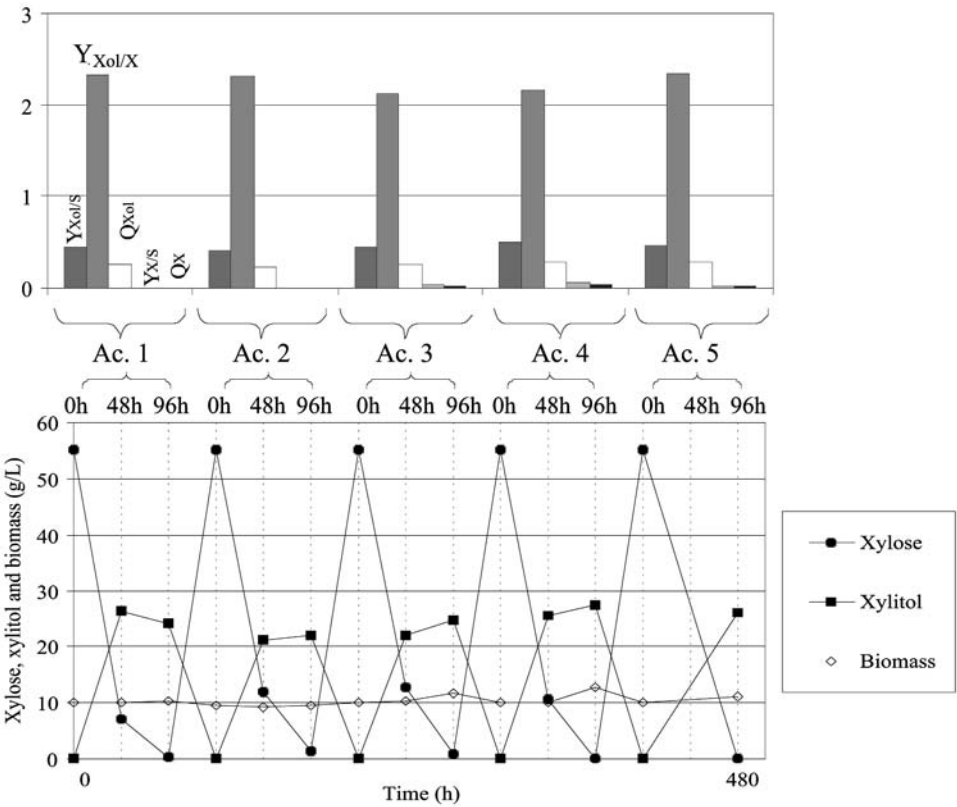 3
Y Xol/X
2
1
YXol/S
QXol
YX/S
QX
0
Ac. 1 Ac. 2 Ac. 3 Ac. 4 Ac. 5
0h 48h 96h 0h 48h 96h 0h 48h 96h 0h 48h 96h 0h 48h 96h
Xylose, xylitol and biomass (g/L)
60
50
40
30
20
10
0
0 480
Time (h)
Xylose
Xylitol
Biomass